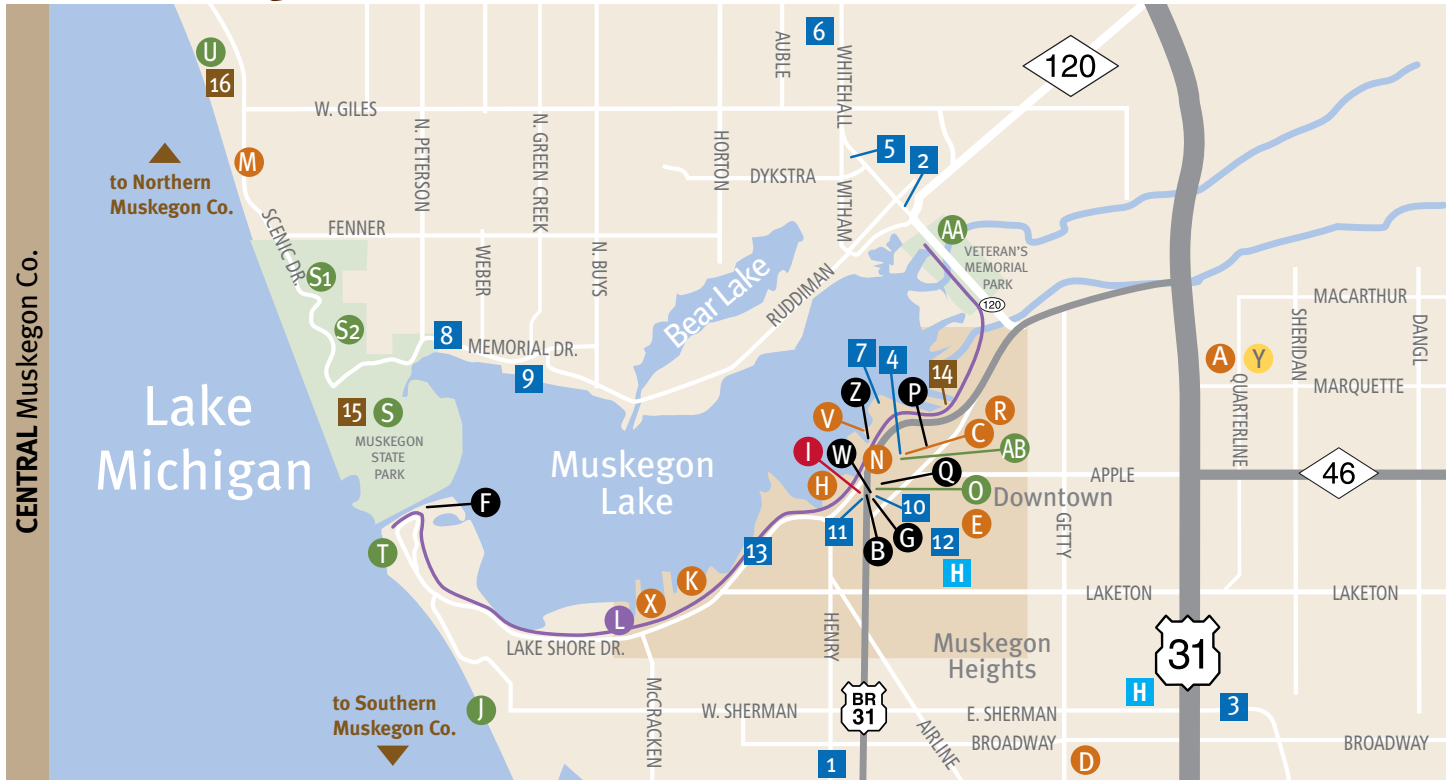 CENTRAL Muskegon Co.
6
AUBLE
WHITEHALL
120
U
16
W. GILES
N. PETERSON
N. GREEN CREEK
HORTON
5
2
M
to Northern
Muskegon Co.
DYKSTRA
WITHAM
SCENIC DR.
FENNER
WEBER
N. BUYS
AA
VETERAN'S
MEMORIAL
PARK
120
S1
S2
Bear Lake
RUDDIMAN
MACARTHUR
SHERIDAN
DANGL
8
MEMORIAL DR.
9
7
4
14
A
Y
QUARTERLINE
MARQUETTE
Lake
Michigan
15
S
MUSKEGON
STATE
PARK
Z
P
R
V
C
I
W
N
AB
Muskegon
Lake
H
Q
O
Downtown
APPLE
46
F
10
E
GETTY
11
B
G
12
T
13
H
K
X
L
LAKETON
LAKETON
LAKE SHORE DR.
HENRY
Muskegon
Heights
31
McCRACKEN
H
3
to Southern
Muskegon Co.
J
W. SHERMAN
BR
31
AIRLINE
E. SHERMAN
BROADWAY
BROADWAY
1
D